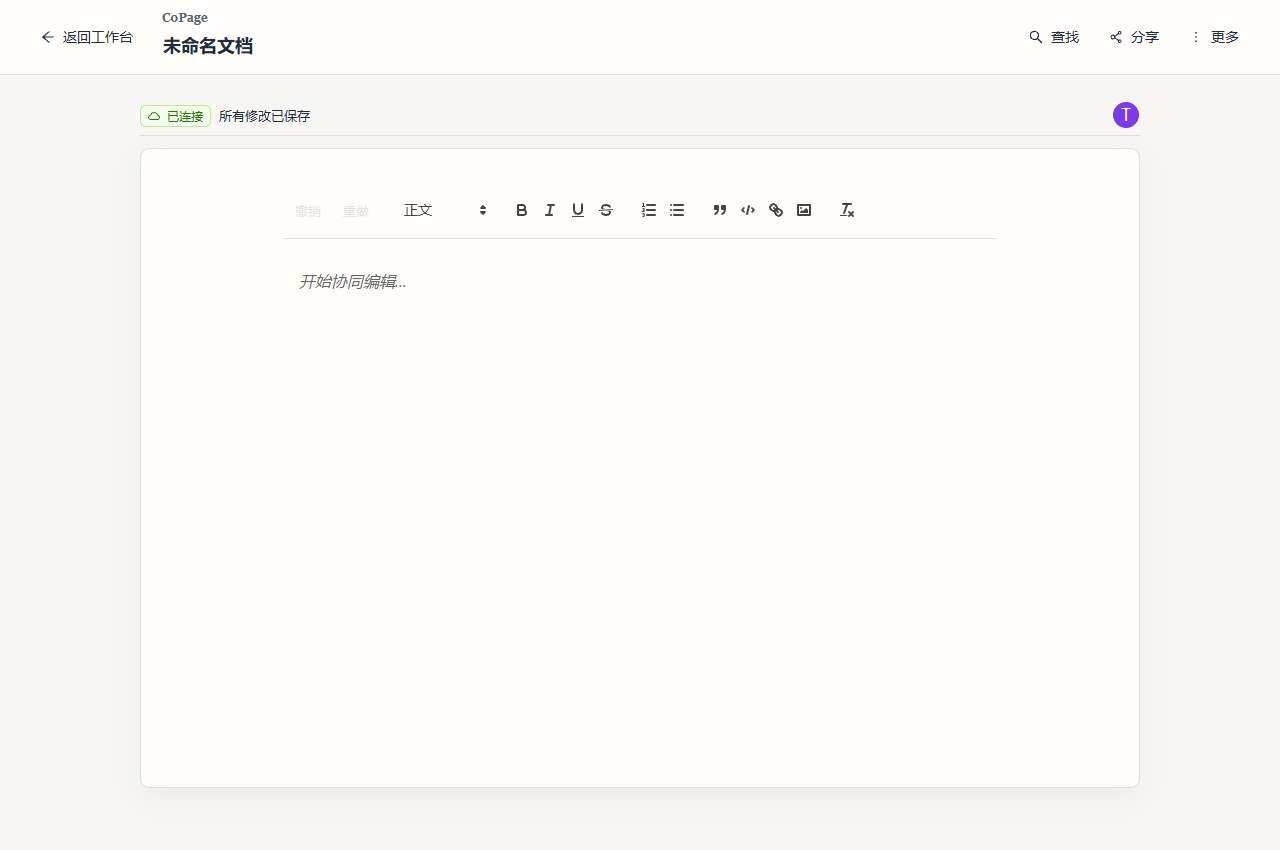 返回工作台
CoPage
未命名文档
查找
分享
更多
已连接 所有修改已保存
T
撤销 重做 正文
开始协同编辑...